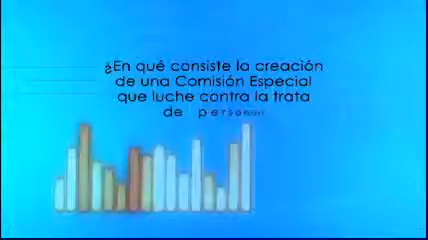 ¿En qué consiste la creación
de una Comisión Especial
que luche contra la trata
de personas